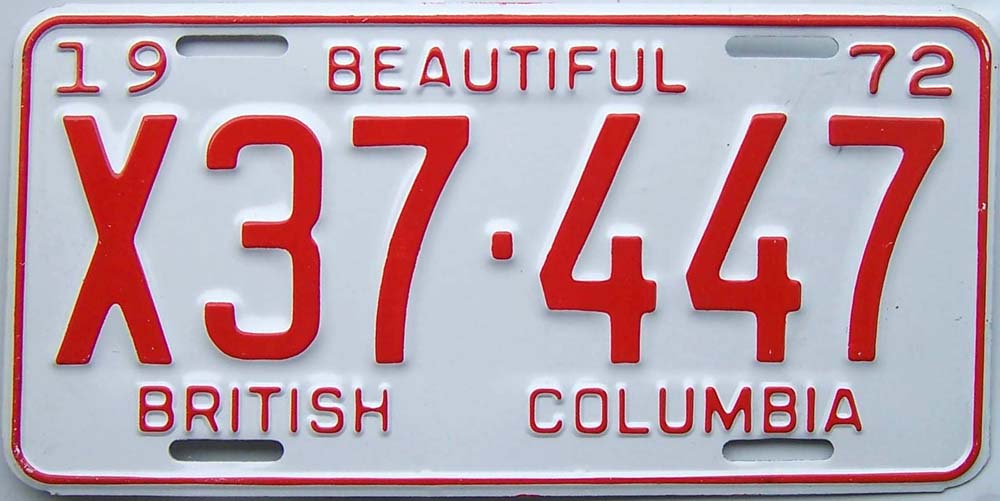 19 BEAUTIFUL 72
X37·447
BRITISH COLUMBIA